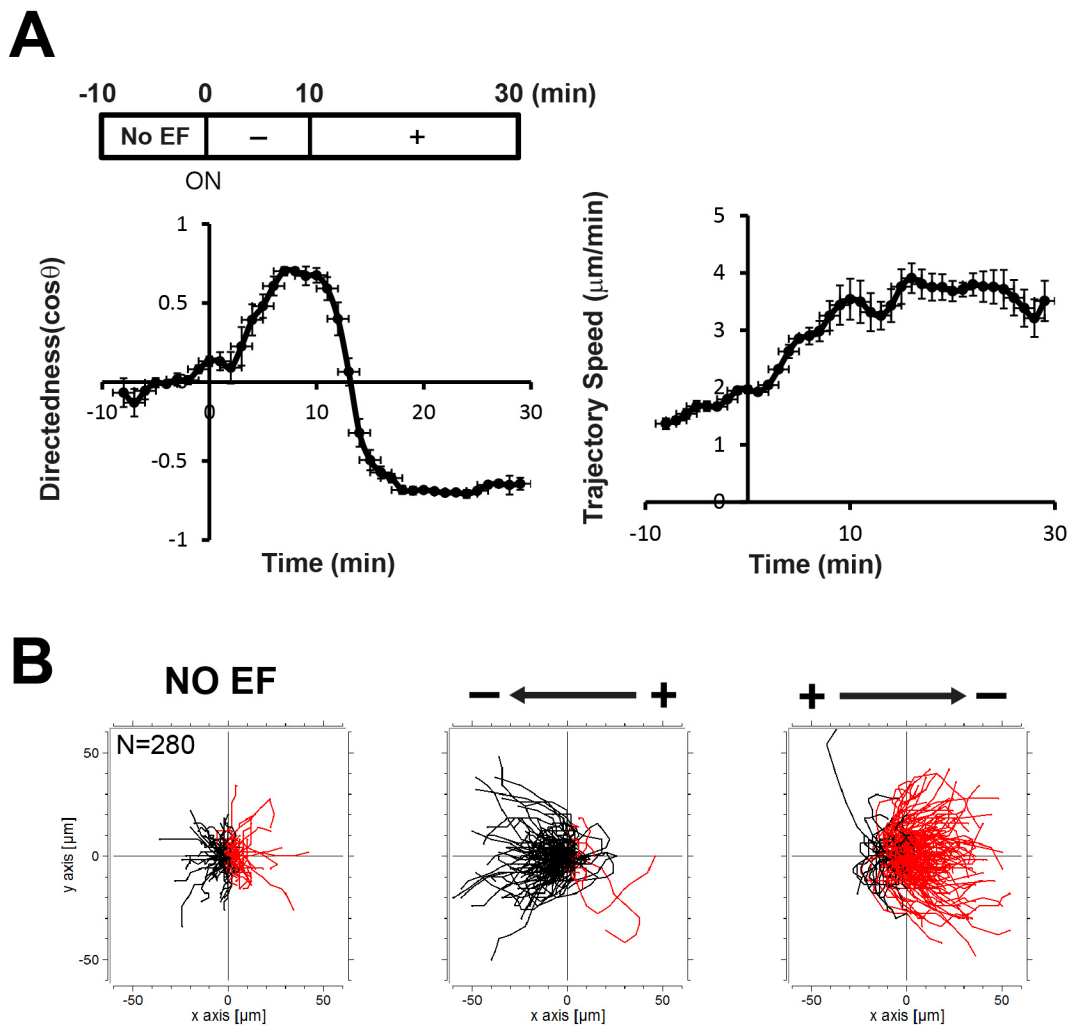 A
-10 0 10 30 (min)
No EF − +
ON
Directedness(cosθ)
1
0.5
0
-0.5
-1
-10 0 10 20 30
Time (min)
Trajectory Speed (μm/min)
5
4
3
2
1
0
-10 10 30
Time (min)
B
NO EF
− +
+ −
N=280
y axis [μm]
50
0
-50
-50 0 50
x axis [μm]
-50 0 50
x axis [μm]
-50 0 50
x axis [μm]